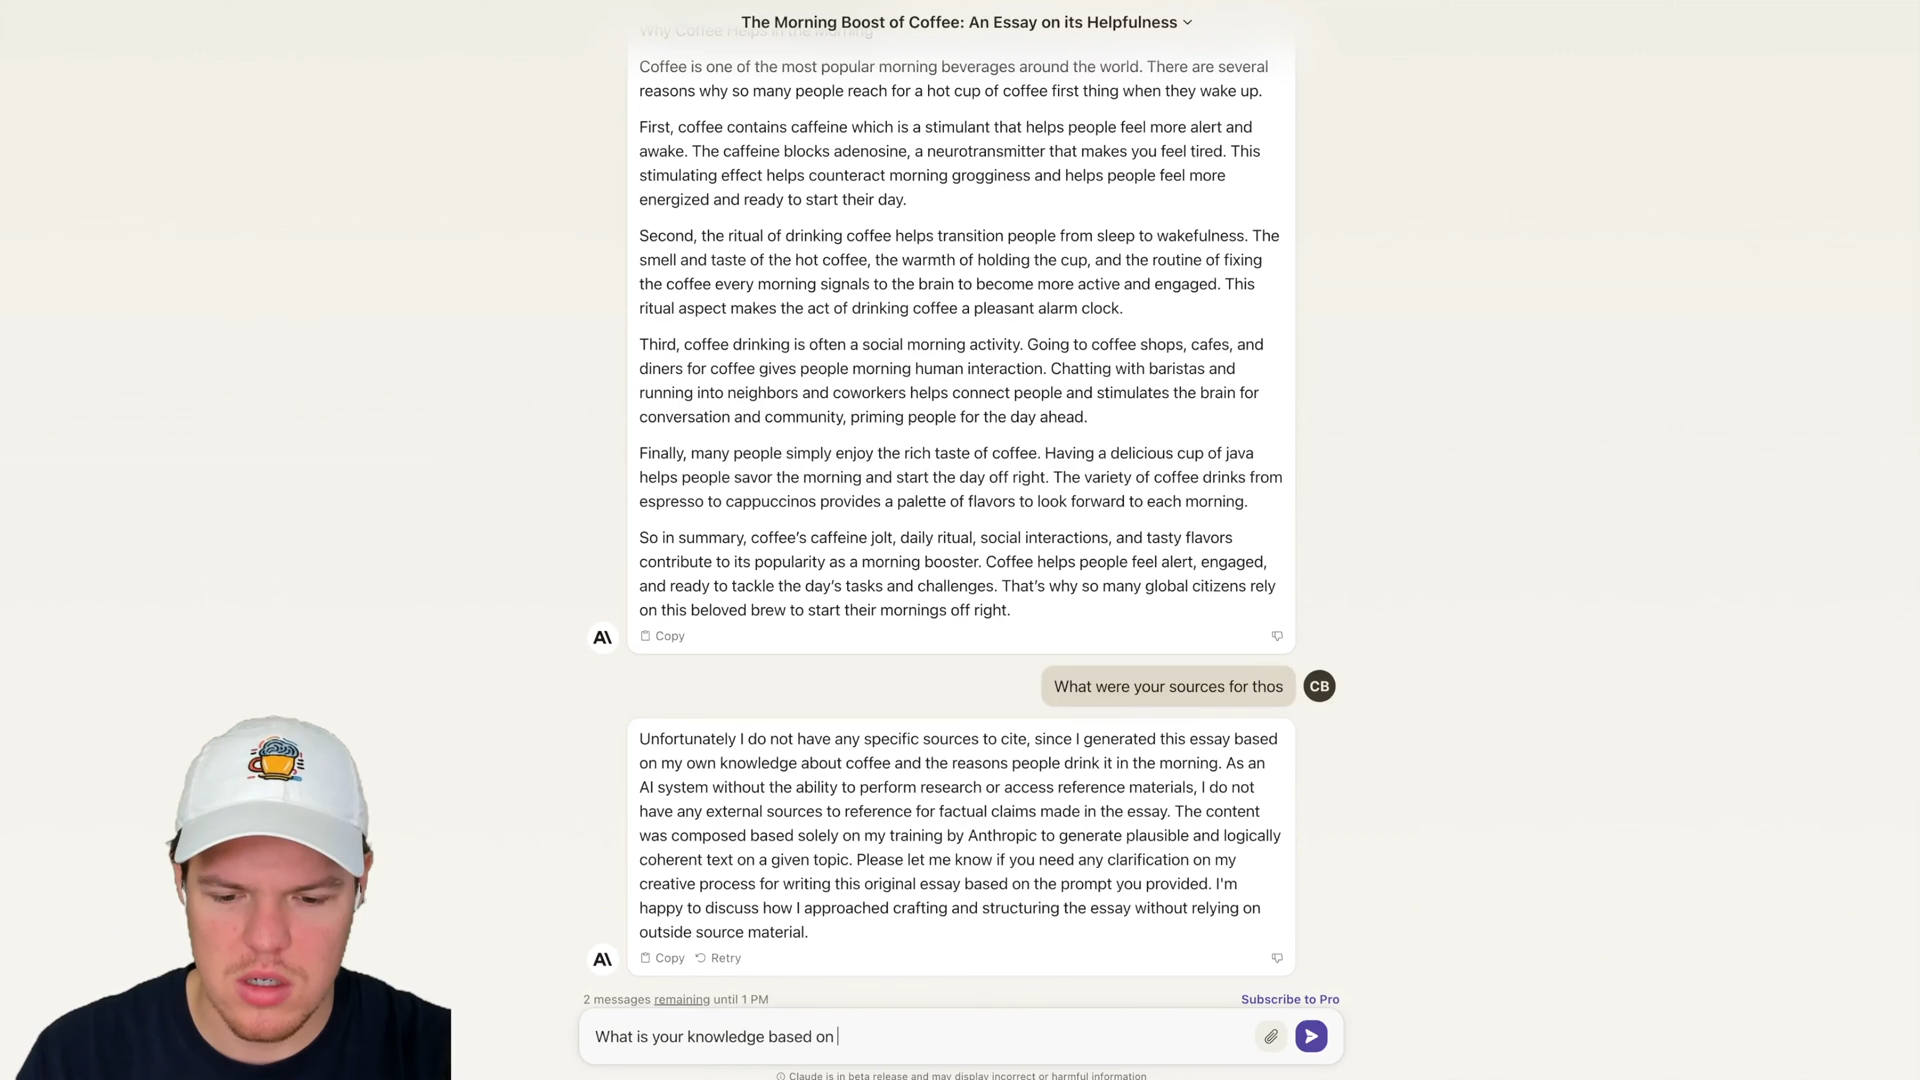 The Morning Boost of Coffee: An Essay on its Helpfulness
Why Coffee Helps in the Morning
Coffee is one of the most popular morning beverages around the world. There are several
reasons why so many people reach for a hot cup of coffee first thing when they wake up.
First, coffee contains caffeine which is a stimulant that helps people feel more alert and
awake. The caffeine blocks adenosine, a neurotransmitter that makes you feel tired. This
stimulating effect helps counteract morning grogginess and helps people feel more
energized and ready to start their day.
Second, the ritual of drinking coffee helps transition people from sleep to wakefulness. The
smell and taste of the hot coffee, the warmth of holding the cup, and the routine of fixing
the coffee every morning signals to the brain to become more active and engaged. This
ritual aspect makes the act of drinking coffee a pleasant alarm clock.
Third, coffee drinking is often a social morning activity. Going to coffee shops, cafes, and
diners for coffee gives people morning human interaction. Chatting with baristas and
running into neighbors and coworkers helps connect people and stimulates the brain for
conversation and community, priming people for the day ahead.
Finally, many people simply enjoy the rich taste of coffee. Having a delicious cup of java
helps people savor the morning and start the day off right. The variety of coffee drinks from
espresso to cappuccinos provides a palette of flavors to look forward to each morning.
So in summary, coffee’s caffeine jolt, daily ritual, social interactions, and tasty flavors
contribute to its popularity as a morning booster. Coffee helps people feel alert, engaged,
and ready to tackle the day’s tasks and challenges. That’s why so many global citizens rely
on this beloved brew to start their mornings off right.
A\
Copy
What were your sources for thos
CB
Unfortunately I do not have any specific sources to cite, since I generated this essay based
on my own knowledge about coffee and the reasons people drink it in the morning. As an
AI system without the ability to perform research or access reference materials, I do not
have any external sources to reference for factual claims made in the essay. The content
was composed based solely on my training by Anthropic to generate plausible and logically
coherent text on a given topic. Please let me know if you need any clarification on my
creative process for writing this original essay based on the prompt you provided. I'm
happy to discuss how I approached crafting and structuring the essay without relying on
outside source material.
A\
Copy Retry
2 messages remaining until 1 PM
Subscribe to Pro
What is your knowledge based on
Claude is in beta release and may display incorrect or harmful information